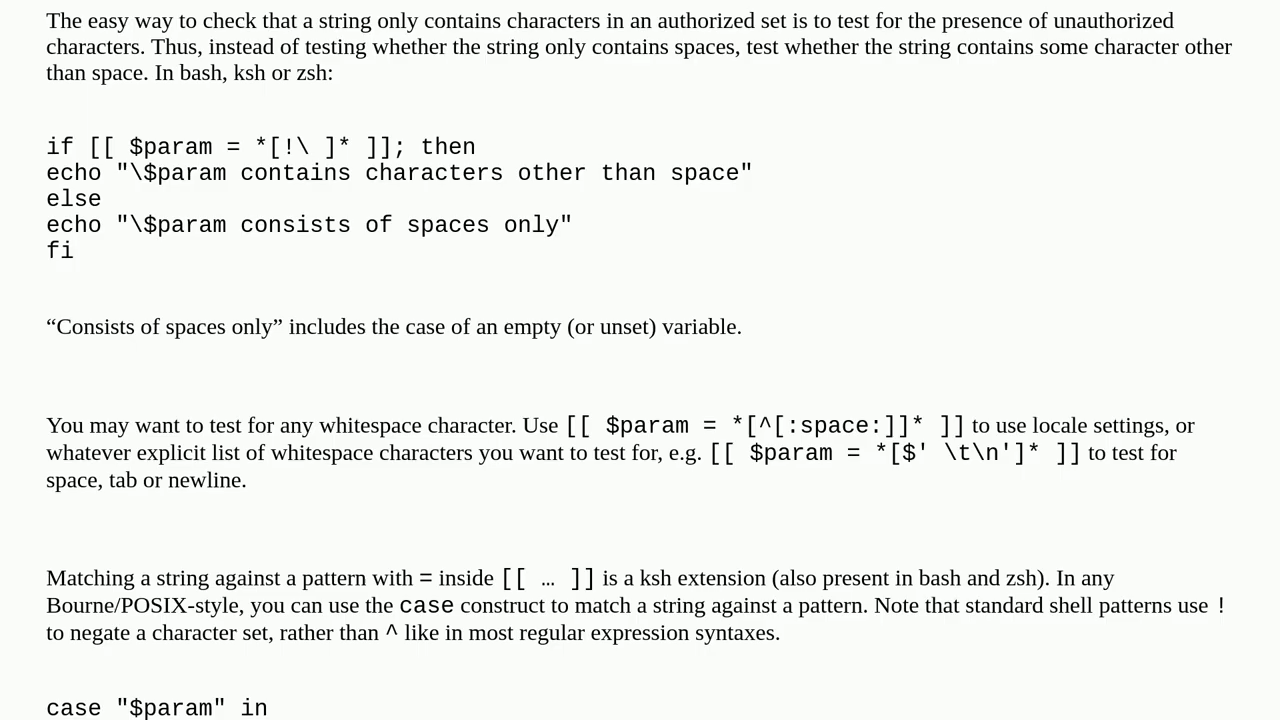 The easy way to check that a string only contains characters in an authorized set is to test for the presence of unauthorized
characters. Thus, instead of testing whether the string only contains spaces, test whether the string contains some character other
than space. In bash, ksh or zsh:
if [[ $param = *[!\ ]* ]]; then
echo "\$param contains characters other than space"
else
echo "\$param consists of spaces only"
fi
“Consists of spaces only” includes the case of an empty (or unset) variable.
You may want to test for any whitespace character. Use [[ $param = *[^[:space:]]* ]] to use locale settings, or
whatever explicit list of whitespace characters you want to test for, e.g. [[ $param = *[$' \t\n']* ]] to test for
space, tab or newline.
Matching a string against a pattern with = inside [[ … ]] is a ksh extension (also present in bash and zsh). In any
Bourne/POSIX-style, you can use the case construct to match a string against a pattern. Note that standard shell patterns use !
to negate a character set, rather than ^ like in most regular expression syntaxes.
case "$param" in